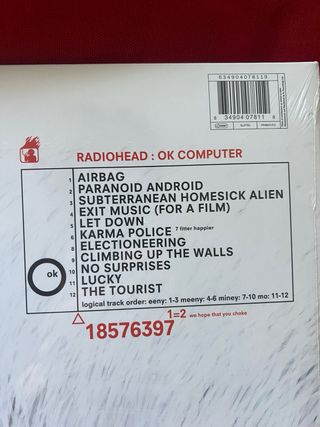 634904078119
6 34904 07811 9
RADIOHEAD : OK COMPUTER
1 AIRBAG
2 PARANOID ANDROID
3 SUBTERRANEAN HOMESICK ALIEN
4 EXIT MUSIC (FOR A FILM)
5 LET DOWN
6 KARMA POLICE 7 fitter happier
8 ELECTIONEERING
9 CLIMBING UP THE WALLS
10 NO SURPRISES
ok
11 LUCKY
12 THE TOURIST
logical track order: eeny: 1-3 meeny: 4-6 miney: 7-10 mo: 11-12
1=2 we hope that you choke
18576397